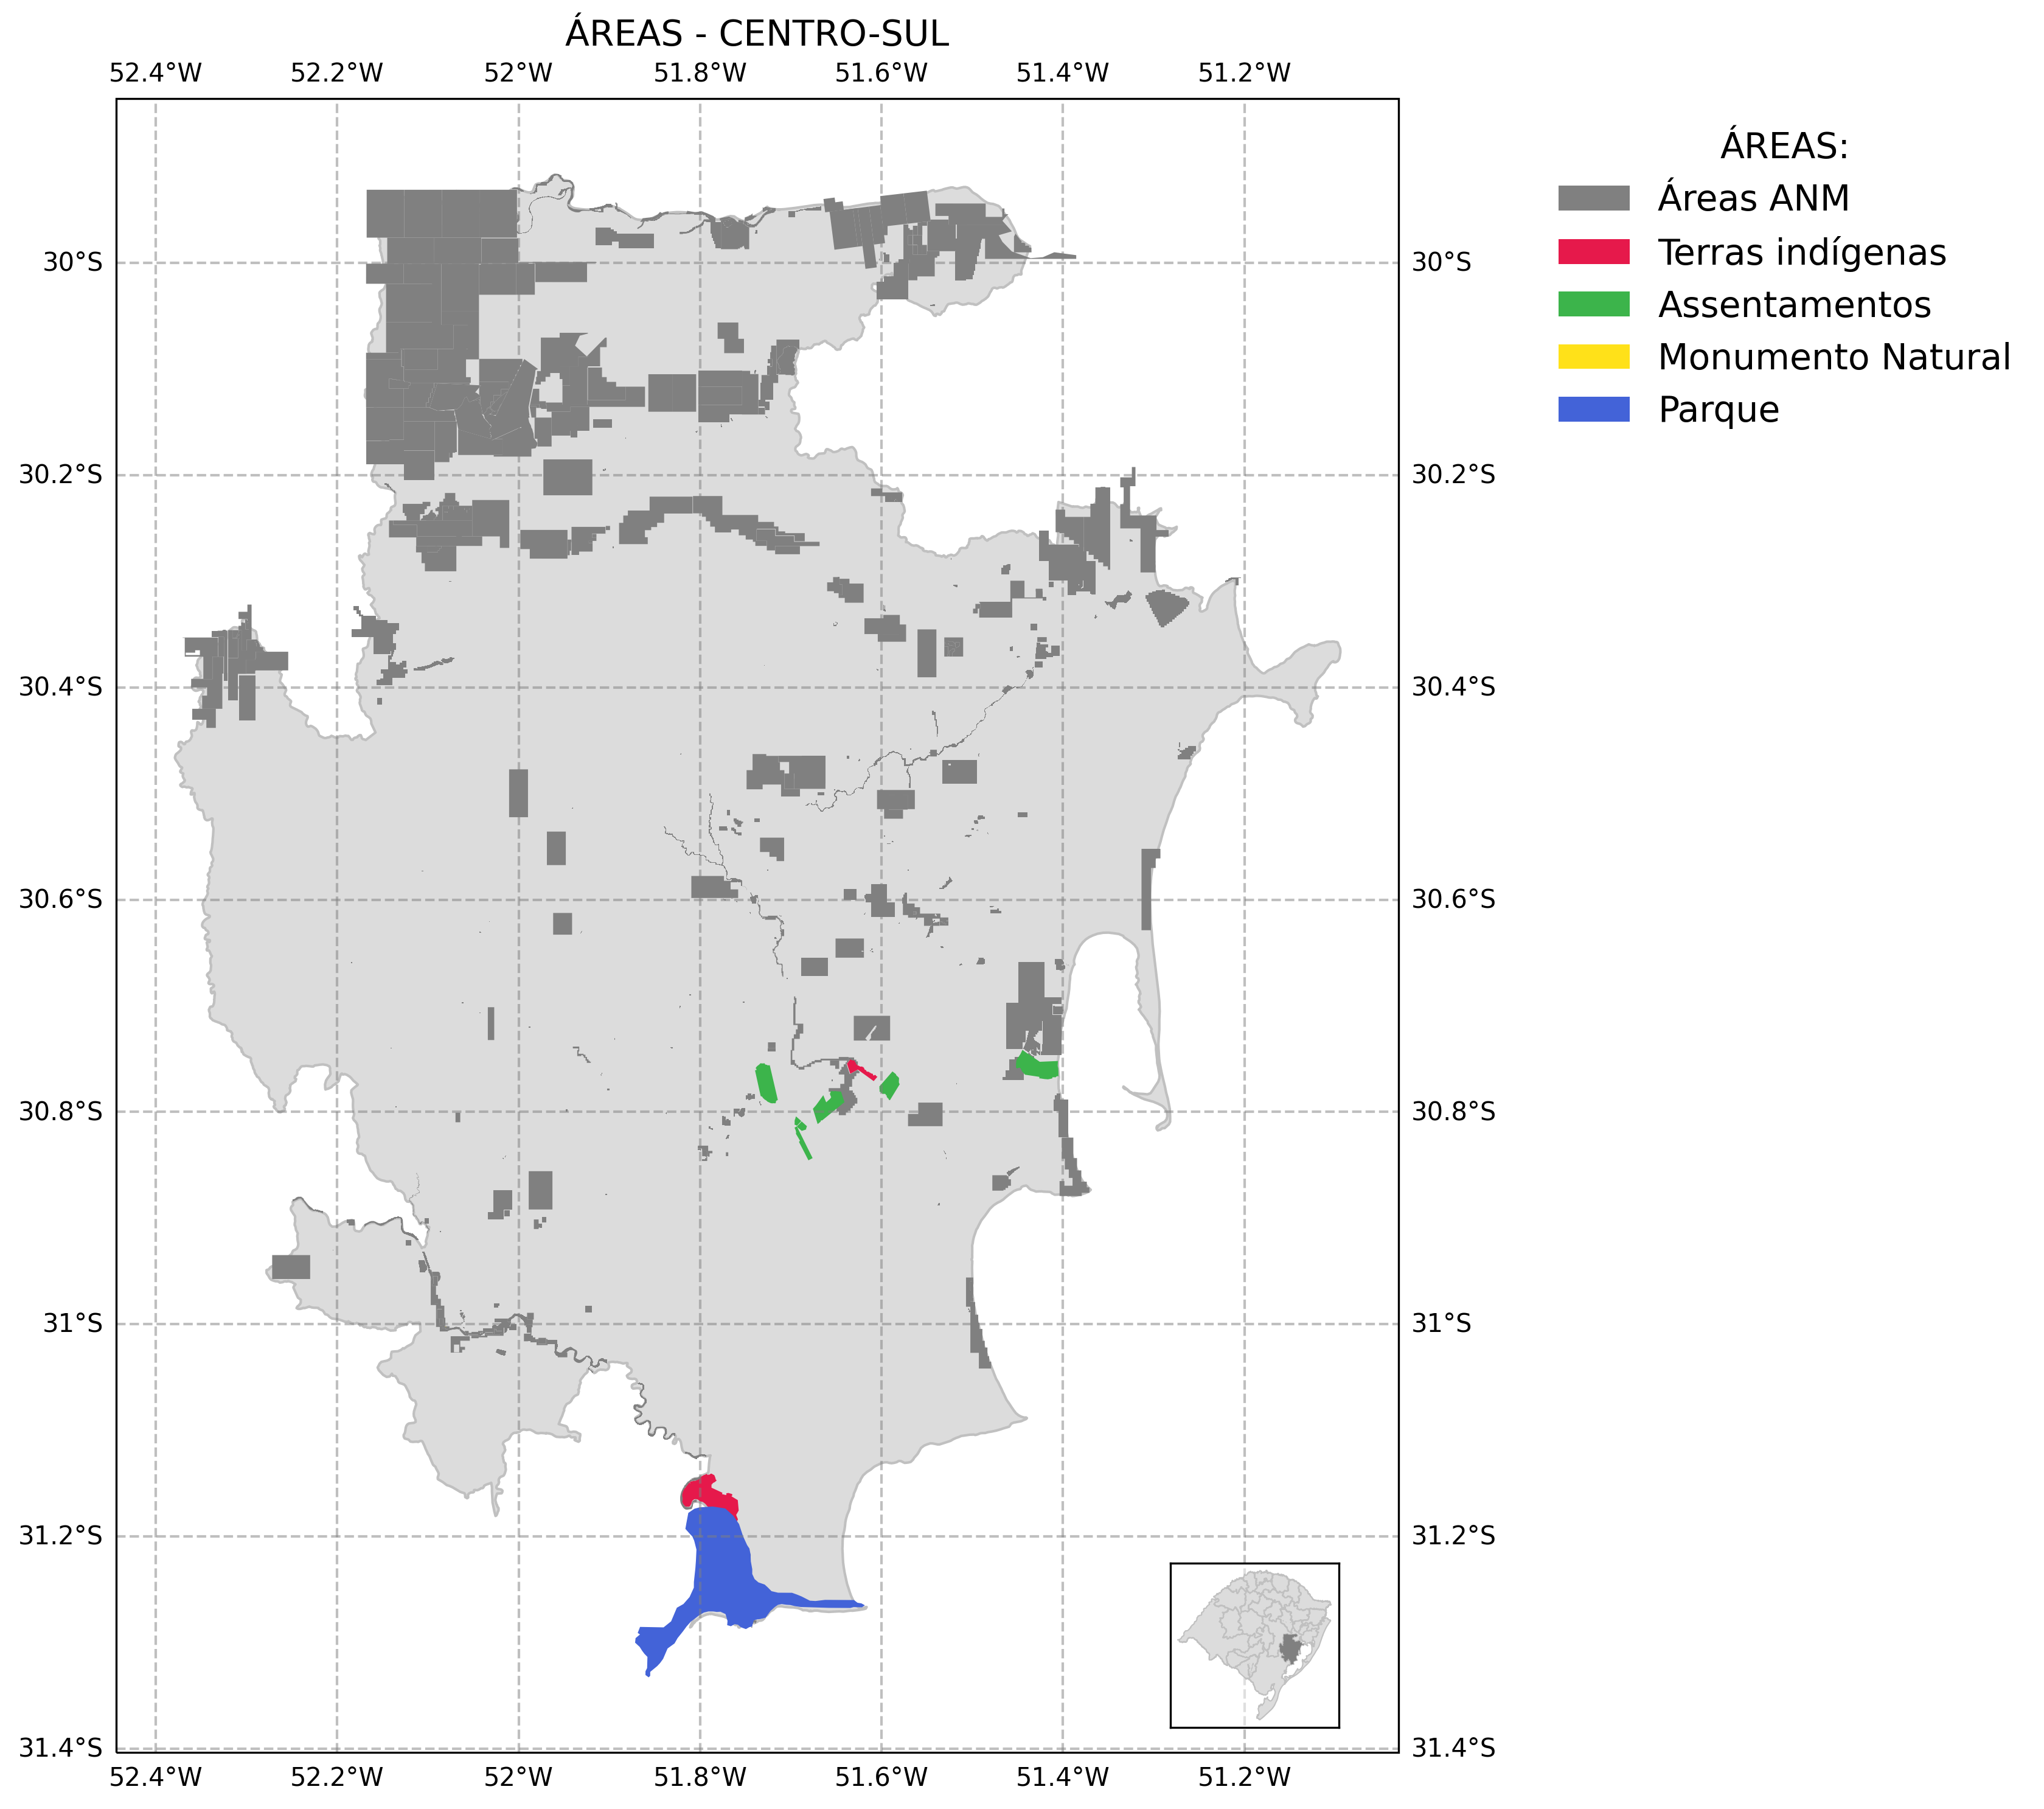 ÁREAS - CENTRO-SUL
52.4°W 52.2°W 52°W 51.8°W 51.6°W 51.4°W 51.2°W
ÁREAS:
Áreas ANM
Terras indígenas
Assentamentos
Monumento Natural
Parque
30°S 30°S
30.2°S 30.2°S
30.4°S 30.4°S
30.6°S 30.6°S
30.8°S 30.8°S
31°S 31°S
31.2°S 31.2°S
31.4°S 31.4°S
52.4°W 52.2°W 52°W 51.8°W 51.6°W 51.4°W 51.2°W